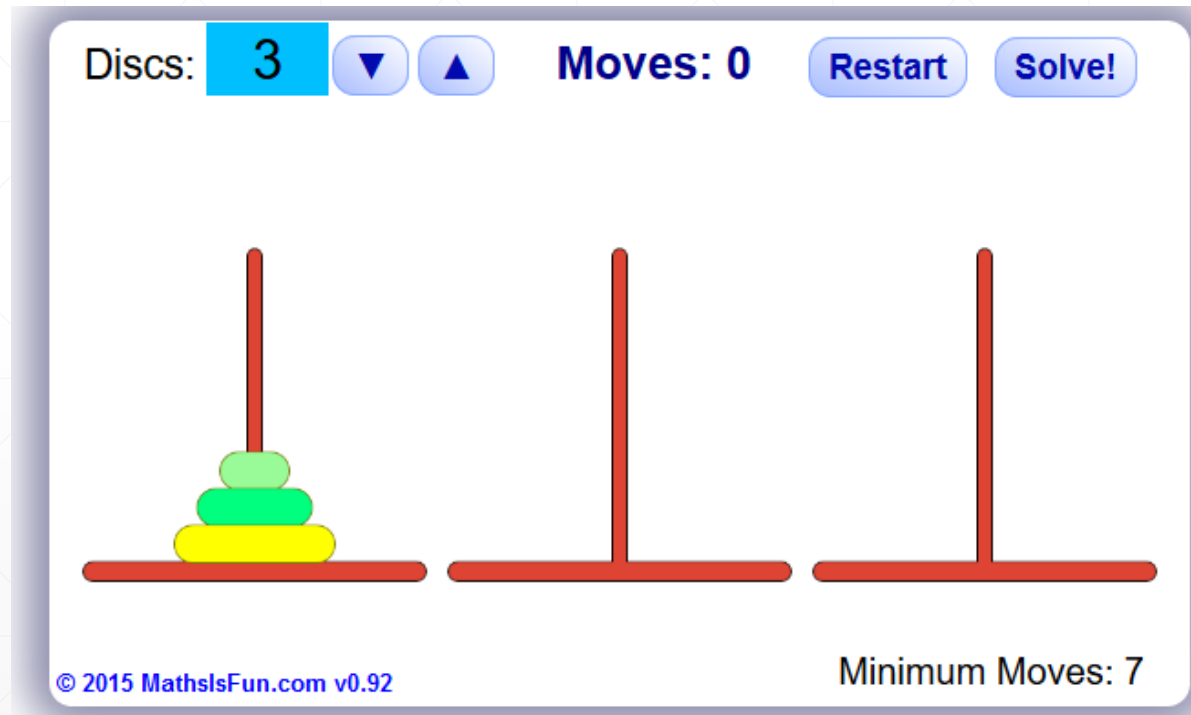 Discs: 3 ▼ ▲ Moves: 0 Restart Solve!
Minimum Moves: 7
© 2015 MathsIsFun.com v0.92